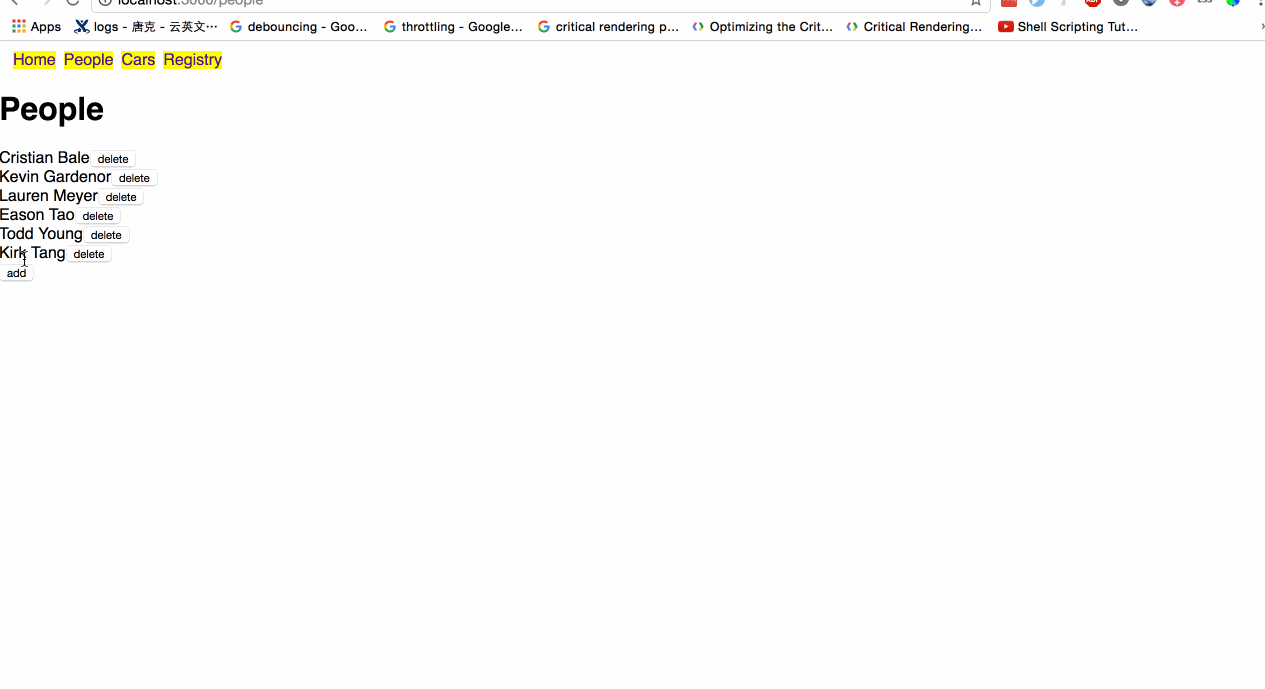 localhost:3000/people
Apps logs - 唐克 - 云英文… debouncing - Goo… throttling - Google… critical rendering p… Optimizing the Crit… Critical Rendering… Shell Scripting Tut…
Home People Cars Registry
People
Cristian Bale delete
Kevin Gardenor delete
Lauren Meyer delete
Eason Tao delete
Todd Young delete
Kirk Tang delete
add